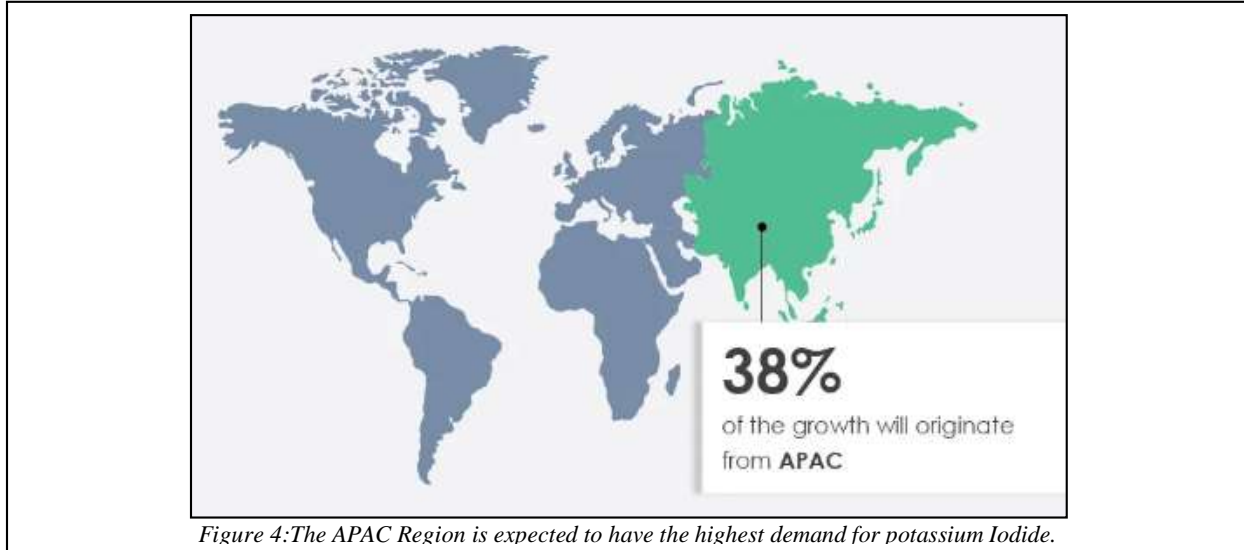 38%
of the growth will originate
from APAC
Figure 4:The APAC Region is expected to have the highest demand for potassium Iodide.